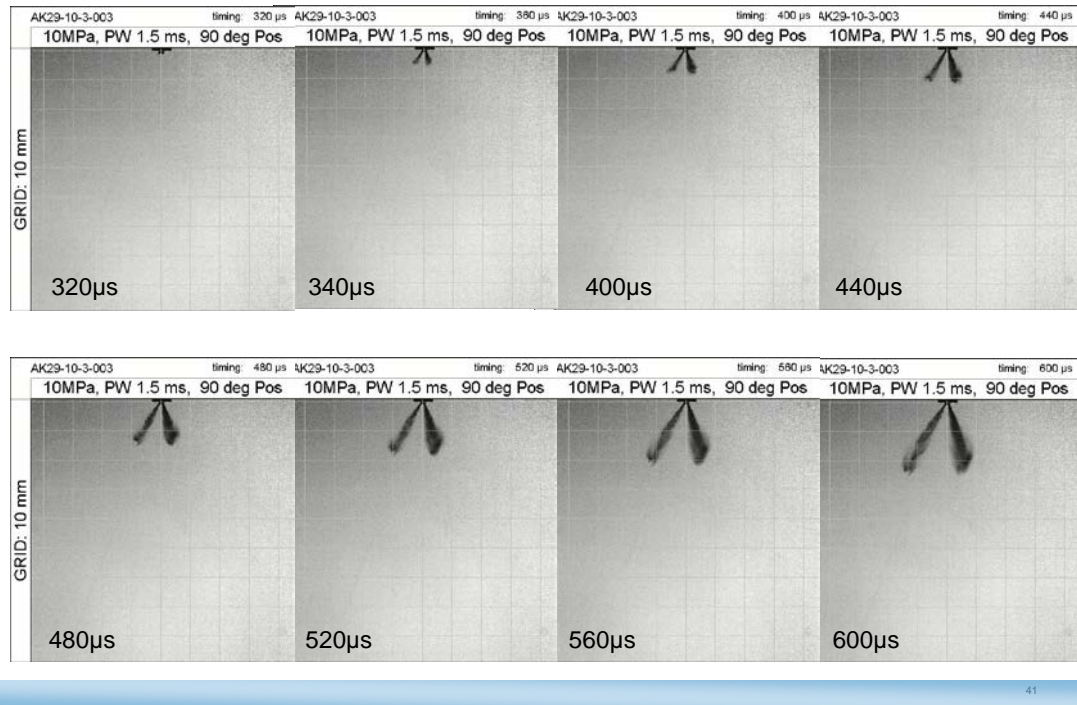 AK29-10-3-003 timing: 320 µs AK29-10-3-003 timing: 360 µs AK29-10-3-003 timing: 400 µs AK29-10-3-003 timing: 440 µs
10MPa, PW 1.5 ms, 90 deg Pos 10MPa, PW 1.5 ms, 90 deg Pos 10MPa, PW 1.5 ms, 90 deg Pos 10MPa, PW 1.5 ms, 90 deg Pos
GRID: 10 mm
320µs 340µs 400µs 440µs
AK29-10-3-003 timing: 480 µs AK29-10-3-003 timing: 520 µs AK29-10-3-003 timing: 560 µs AK29-10-3-003 timing: 600 µs
10MPa, PW 1.5 ms, 90 deg Pos 10MPa, PW 1.5 ms, 90 deg Pos 10MPa, PW 1.5 ms, 90 deg Pos 10MPa, PW 1.5 ms, 90 deg Pos
GRID: 10 mm
480µs 520µs 560µs 600µs
41